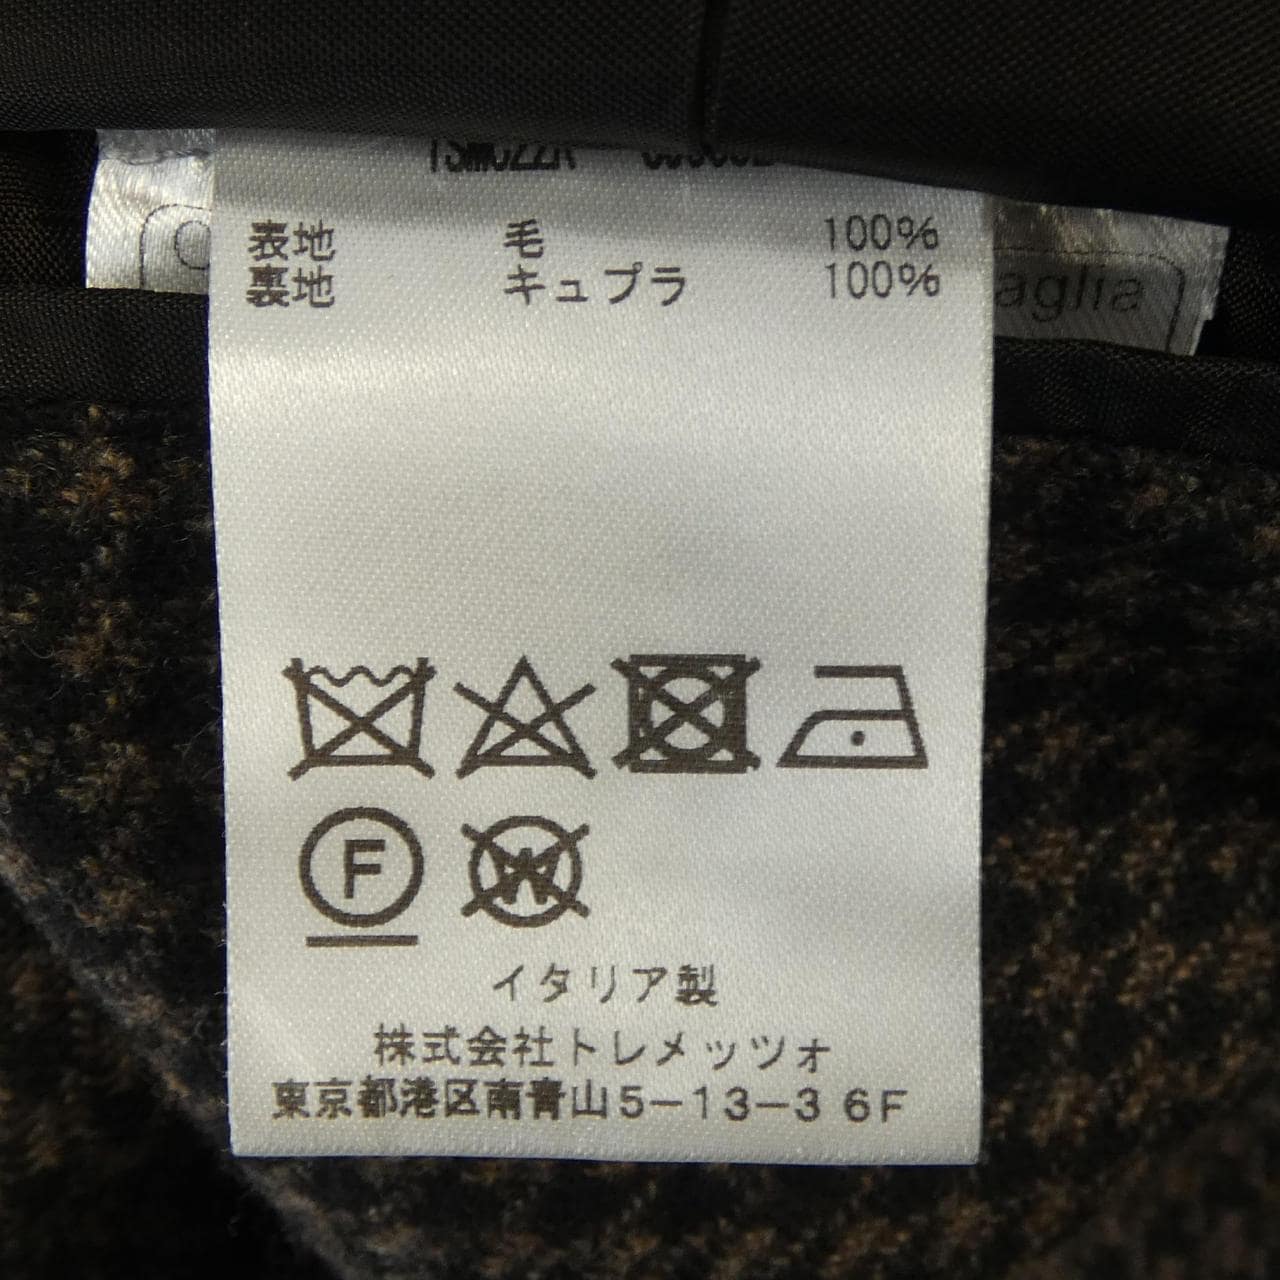 表地 毛 100%
裏地 キュプラ 100%
aglia
F
W
イタリア製
株式会社トレメッツォ
東京都港区南青山5-13-3 6F